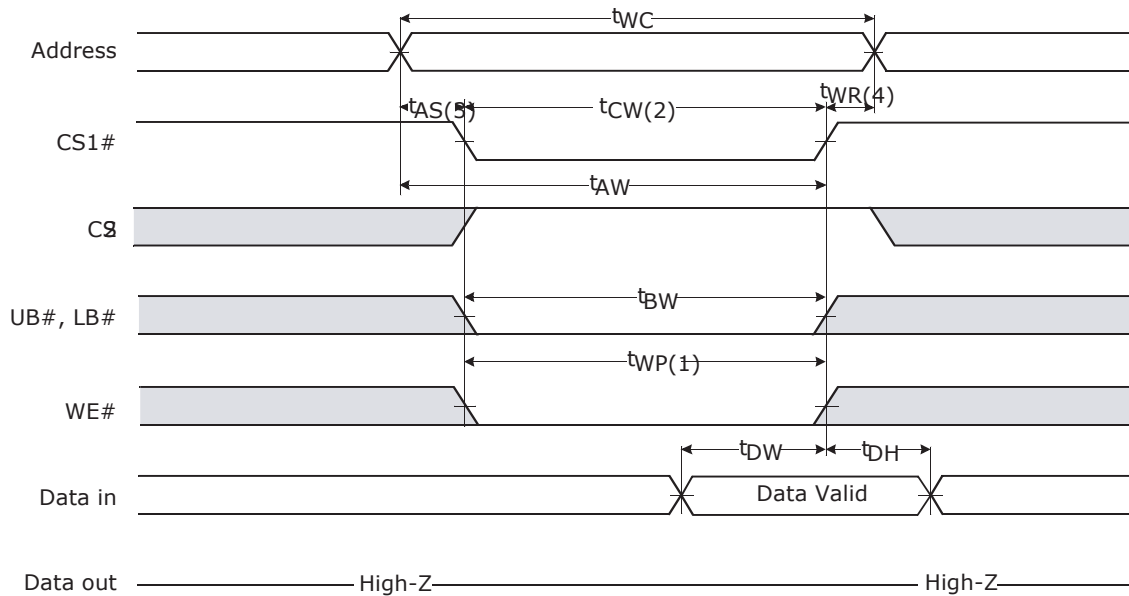 tWC
Address
tAS(3) tCW(2) tWR(4)
CS1#
tAW
CS2
tBW
UB#, LB#
tWP(1)
WE#
tDW tDH
Data in Data Valid
Data out High-Z High-Z